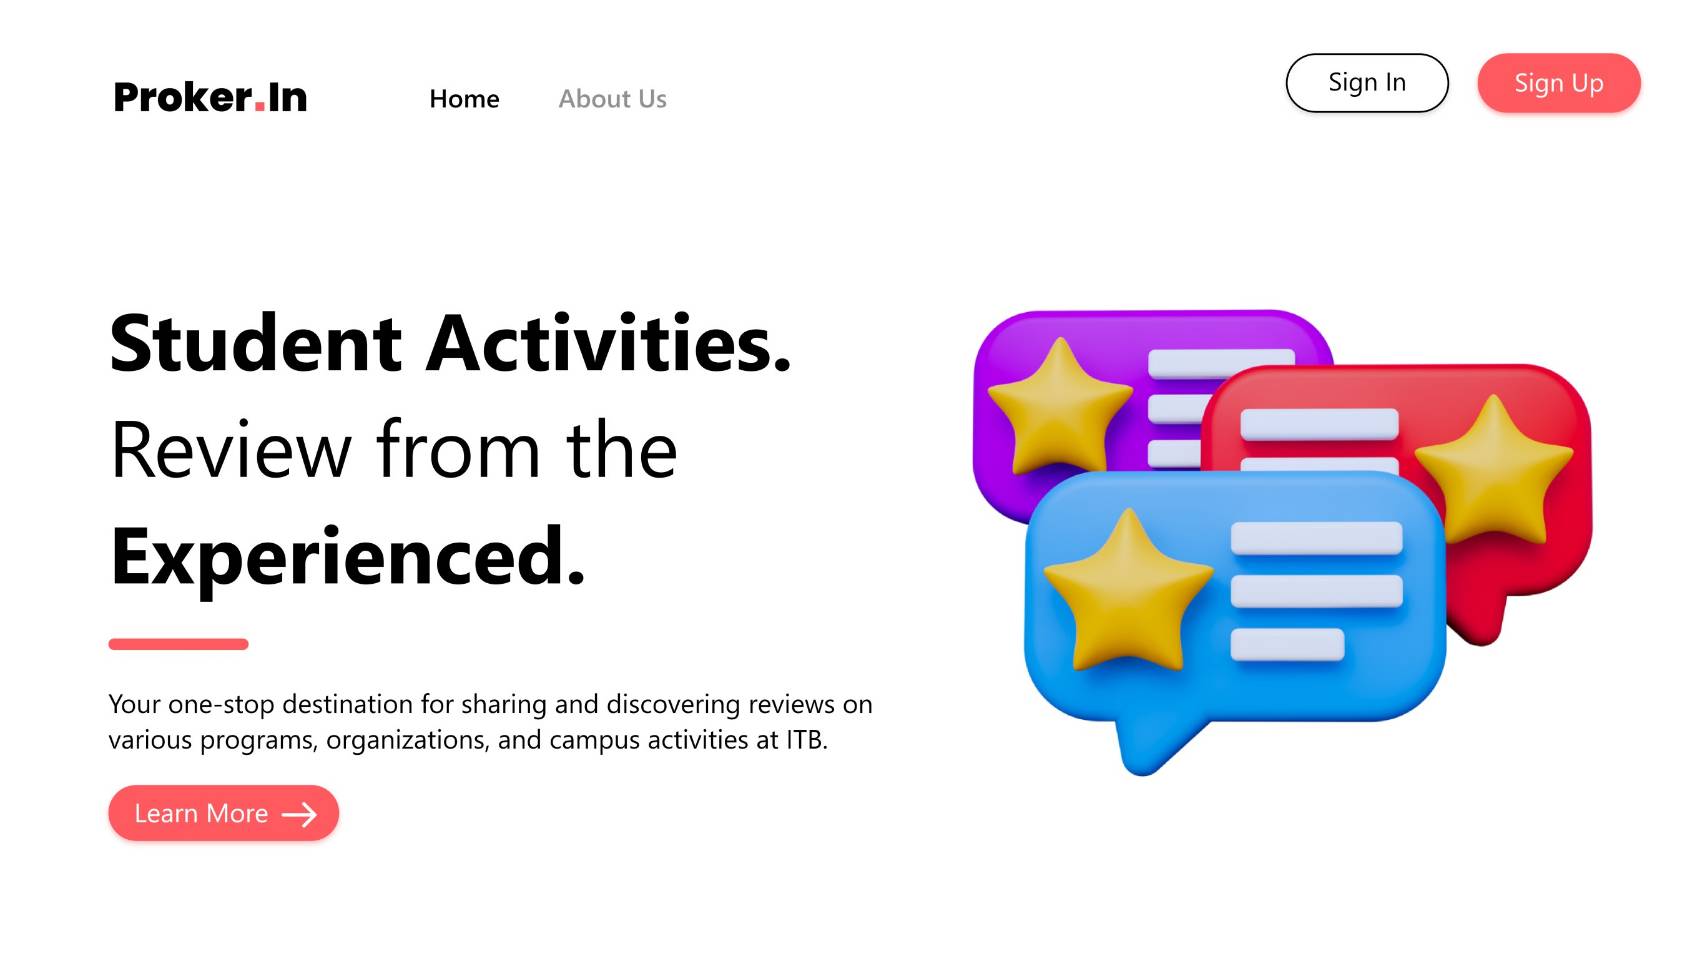 Proker.In
Home
About Us
Sign In
Sign Up
Student Activities.
Review from the
Experienced.
Your one-stop destination for sharing and discovering reviews on
various programs, organizations, and campus activities at ITB.
Learn More